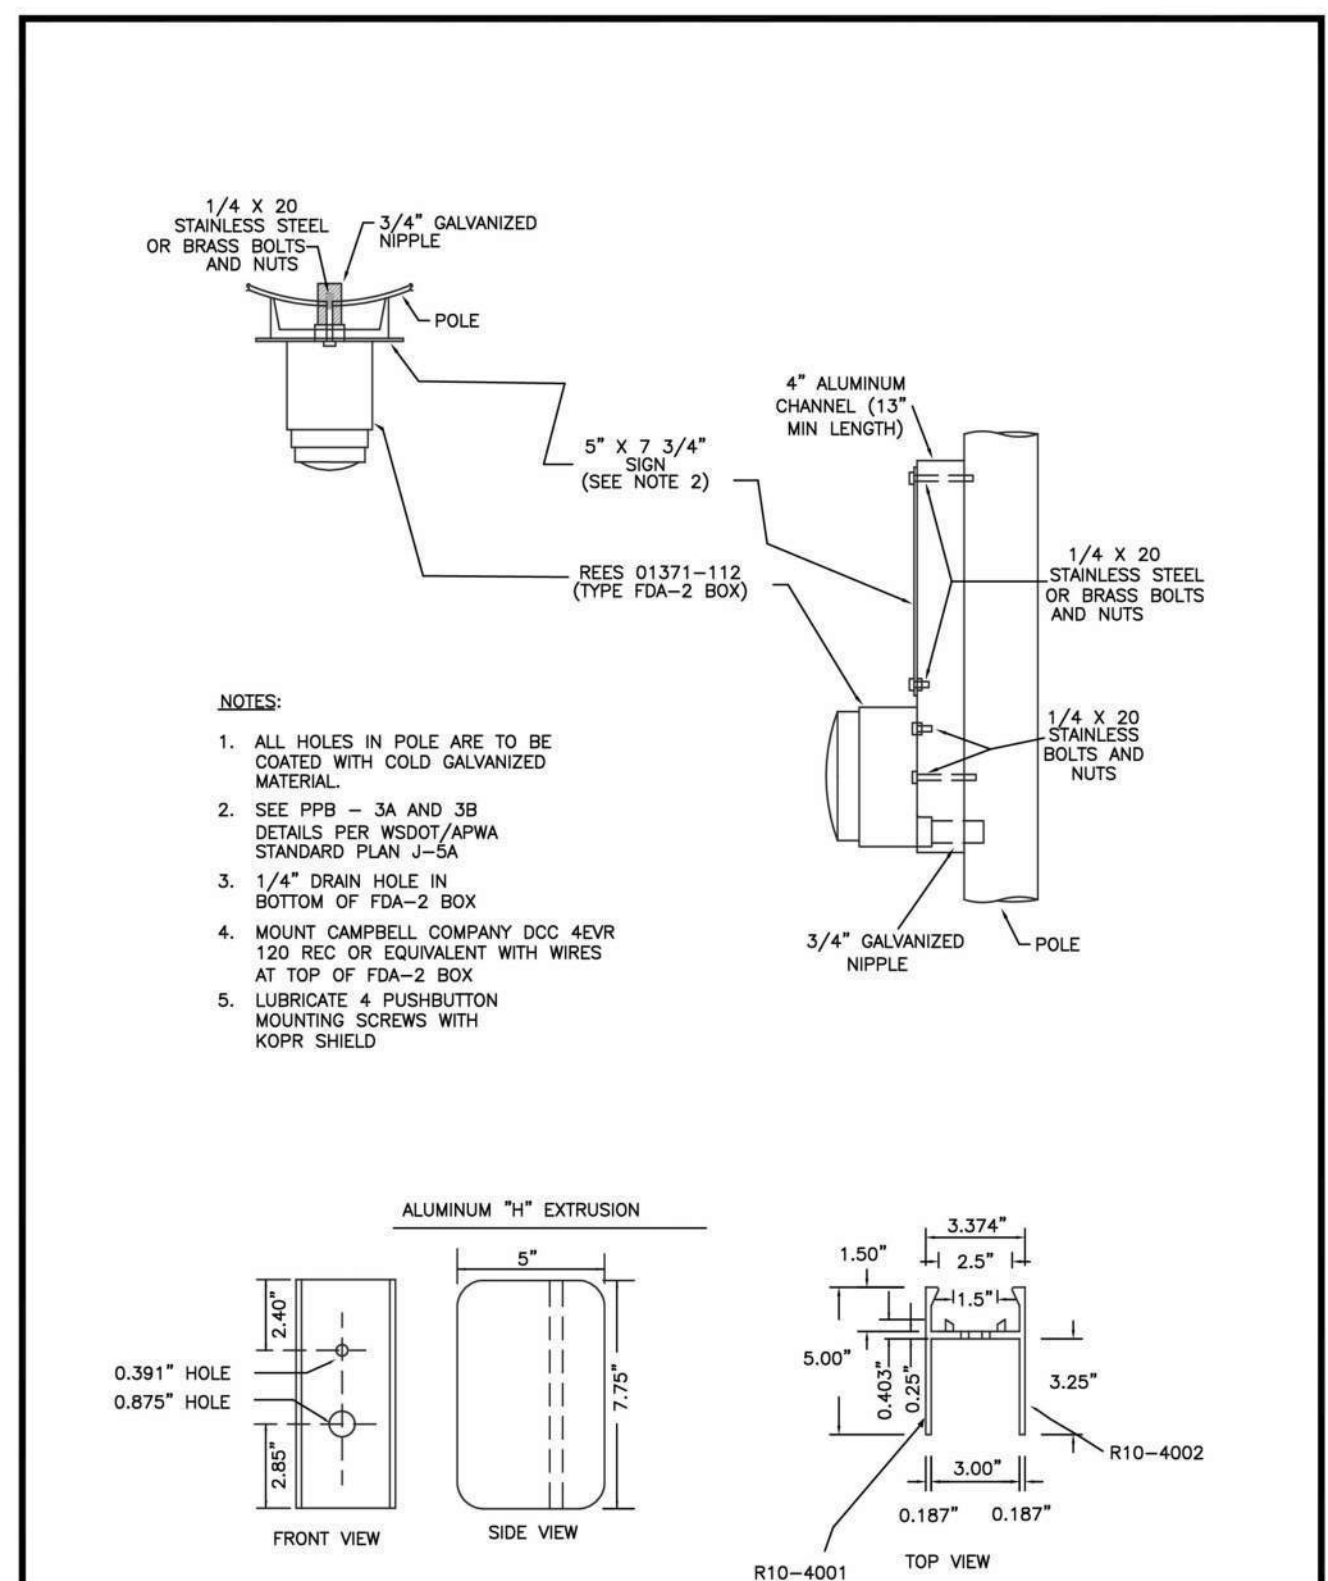 1/4 X 20
STAINLESS STEEL
OR BRASS BOLTS
AND NUTS
3/4" GALVANIZED
NIPPLE
POLE
5" X 7 3/4"
SIGN
(SEE NOTE 2)
REES 01371-112
(TYPE FDA-2 BOX)
4" ALUMINUM
CHANNEL (13"
MIN LENGTH)
1/4 X 20
STAINLESS STEEL
OR BRASS BOLTS
AND NUTS
1/4 X 20
STAINLESS
BOLTS AND
NUTS
3/4" GALVANIZED
NIPPLE
POLE
NOTES:
1. ALL HOLES IN POLE ARE TO BE
COATED WITH COLD GALVANIZED
MATERIAL.
2. SEE PPB - 3A AND 3B
DETAILS PER WSDOT/APWA
STANDARD PLAN J-5A
3. 1/4" DRAIN HOLE IN
BOTTOM OF FDA-2 BOX
4. MOUNT CAMPBELL COMPANY DCC 4EVR
120 REC OR EQUIVALENT WITH WIRES
AT TOP OF FDA-2 BOX
5. LUBRICATE 4 PUSHBUTTON
MOUNTING SCREWS WITH
KOPR SHIELD
ALUMINUM "H" EXTRUSION
2.40"
0.391" HOLE
0.875" HOLE
2.85"
FRONT VIEW
5"
7.75"
SIDE VIEW
3.374"
1.50"
2.5"
1.5"
5.00"
0.403"
0.25"
3.25"
R10-4002
3.00"
0.187"
0.187"
TOP VIEW
R10-4001